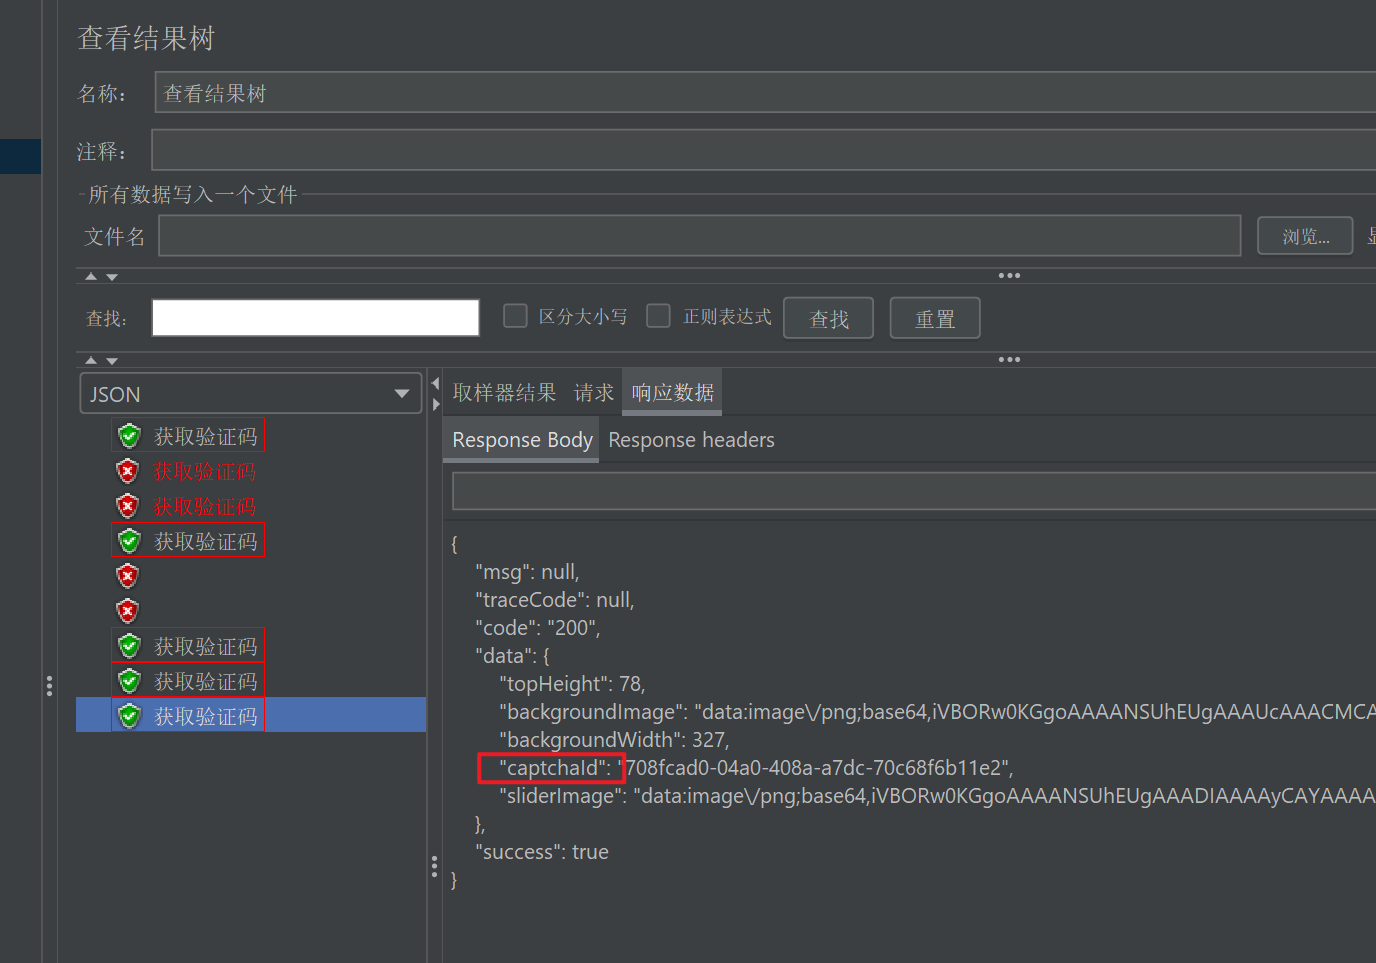 查看结果树
名称： 查看结果树
注释：
所有数据写入一个文件
文件名 浏览...
查找： 区分大小写 正则表达式 查找 重置
JSON
取样器结果 请求 响应数据
获取验证码
获取验证码
获取验证码
获取验证码
获取验证码
获取验证码
获取验证码
Response Body Response headers
{
"msg": null,
"traceCode": null,
"code": "200",
"data": {
"topHeight": 78,
"backgroundImage": "data:image\/png;base64,iVBORw0KGgoAAAANSUhEUgAAAUcAAACMCA
"backgroundWidth": 327,
"captchaId": "708fcad0-04a0-408a-a7dc-70c68f6b11e2",
"sliderImage": "data:image\/png;base64,iVBORw0KGgoAAAANSUhEUgAAADIAAAAyCAYAAAA
},
"success": true
}